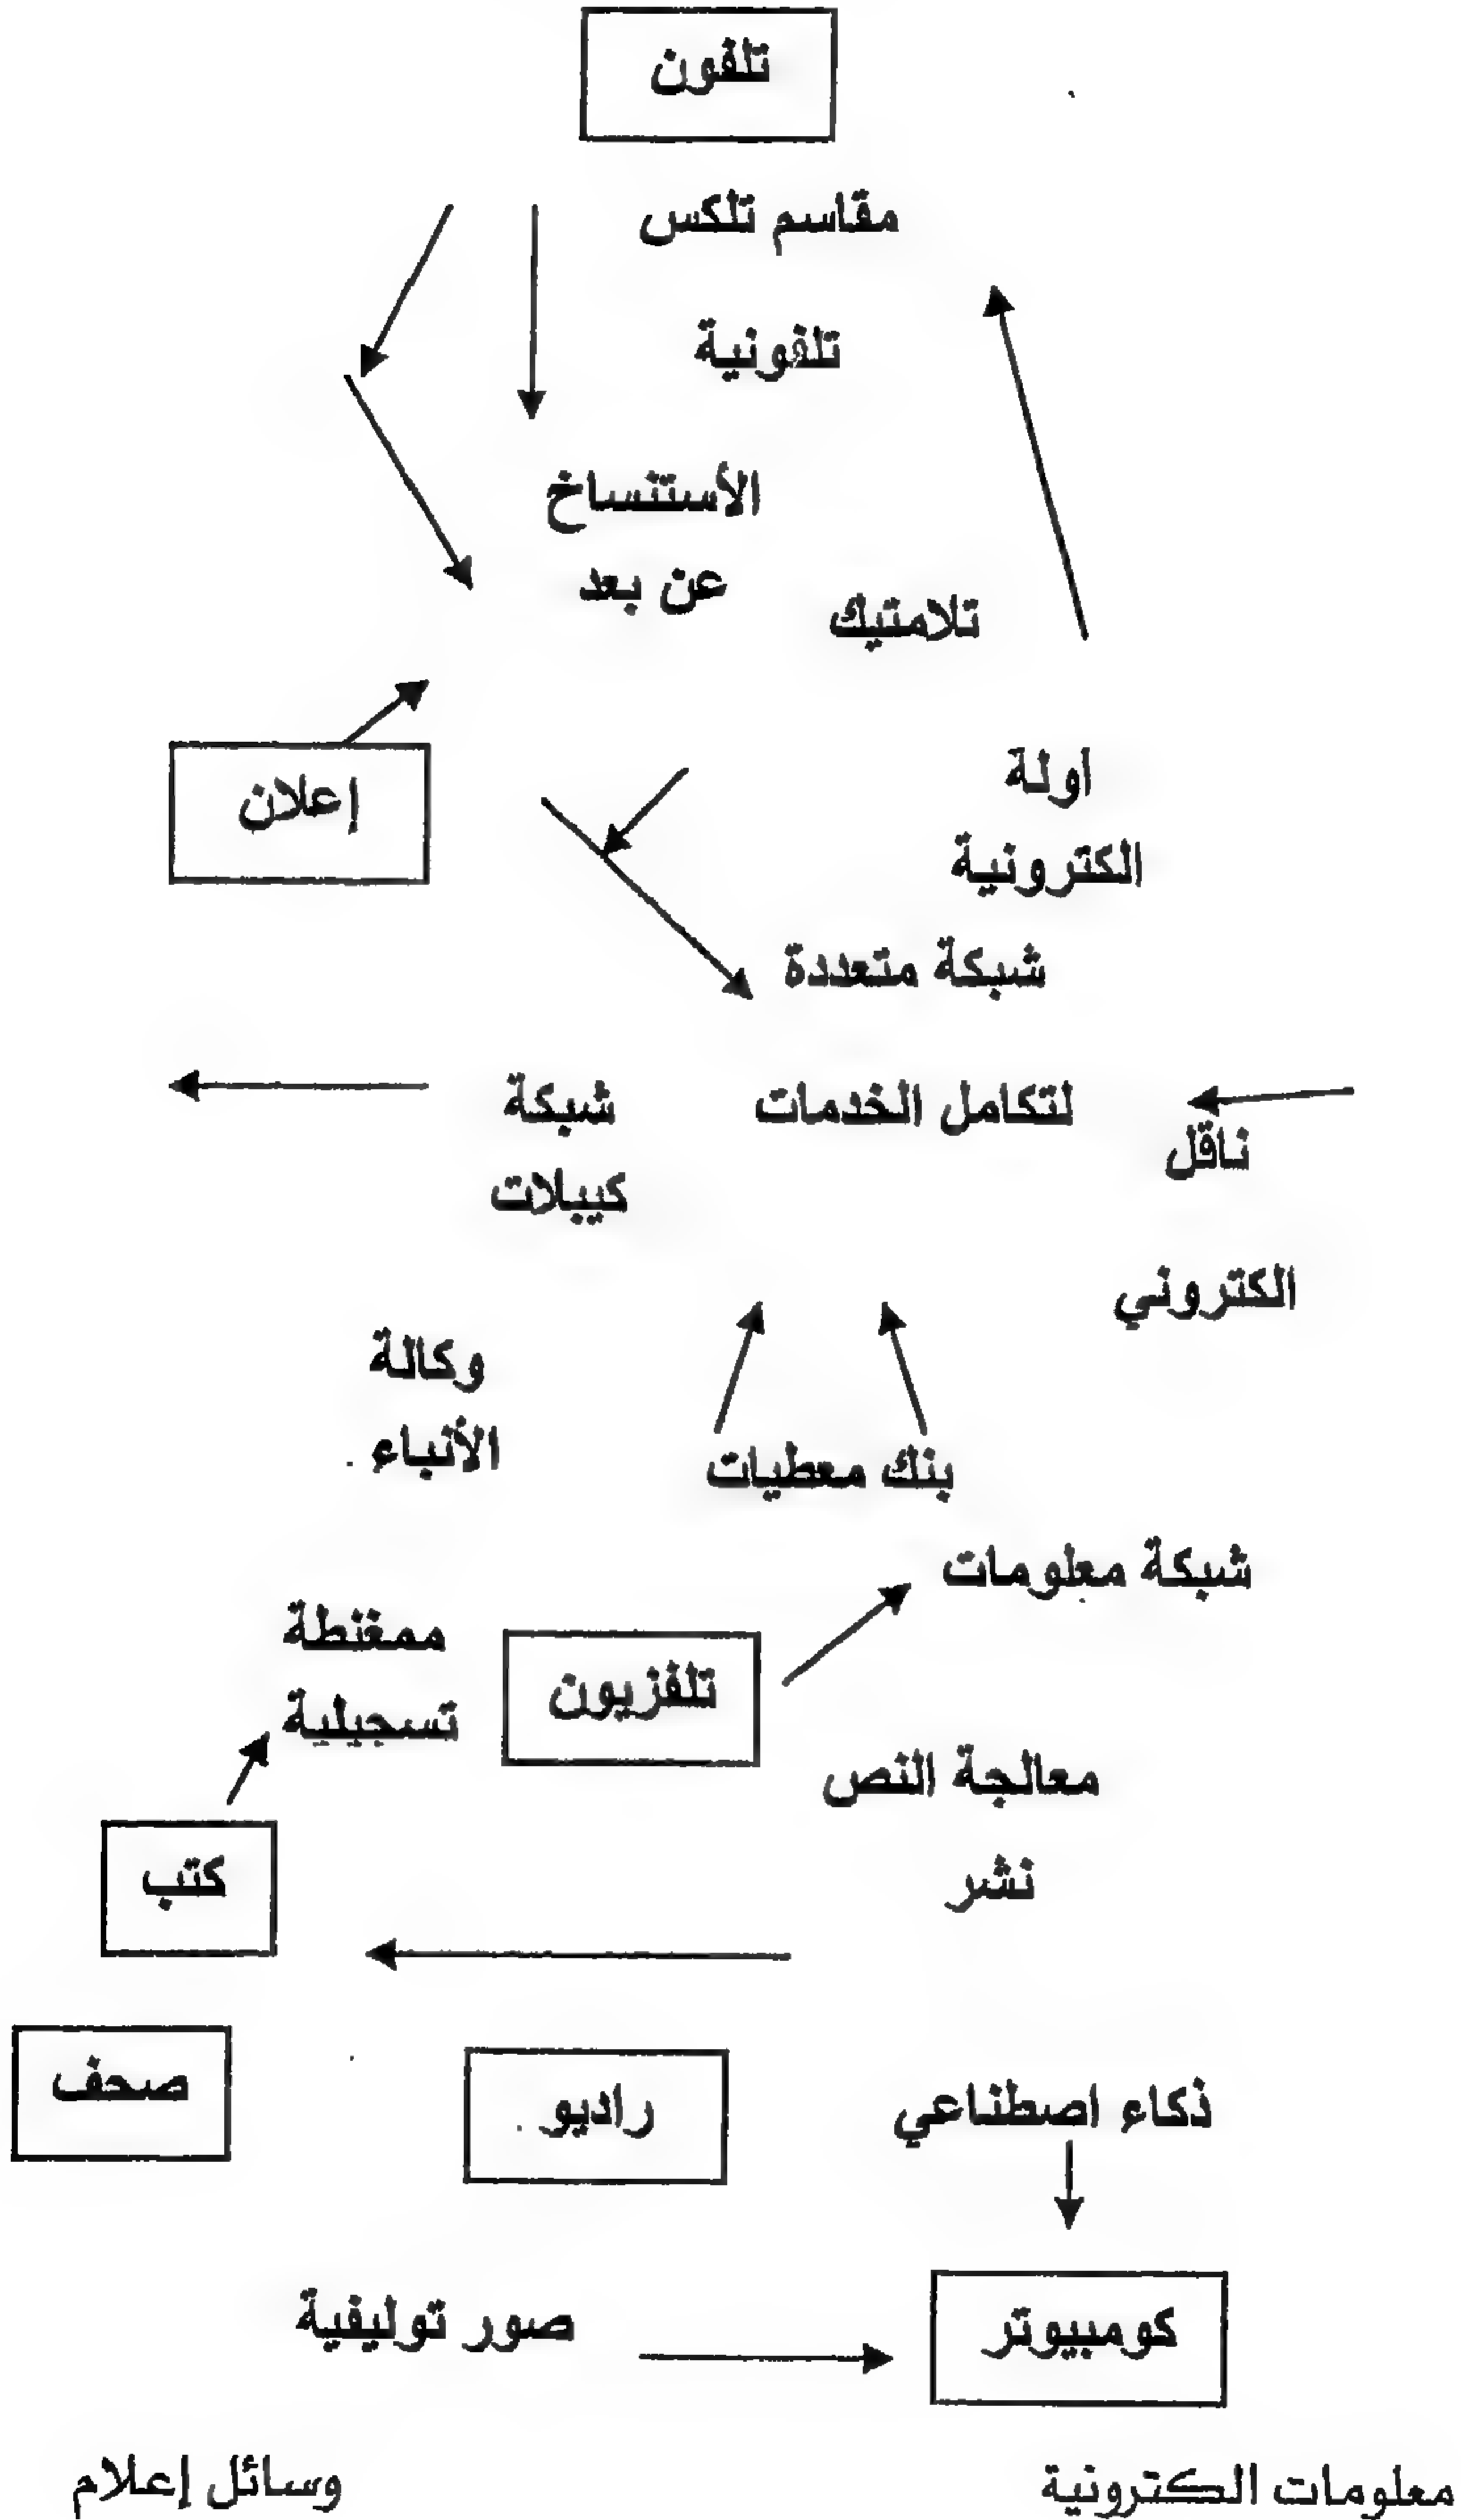 تلفون
مقاسم تلكس
تلفونية
الأستنساخ
عن بعد
تلامتيك
إعلان
اولة
الكترونية
شبكة متعددة
لتكامل الخدمات
شبكة
كيبلات
ناقل
الكتروني
وكالة
الأنباء
بنك معطيات
شبكة معلومات
ممغنطة
تسجيلية
تلفزيون
معالجة النص
نشر
كتب
صحف
راديو
ذكاء اصطناعي
صور توليفية
كومبيوتر
معلومات الكترونية
وسائل إعلام